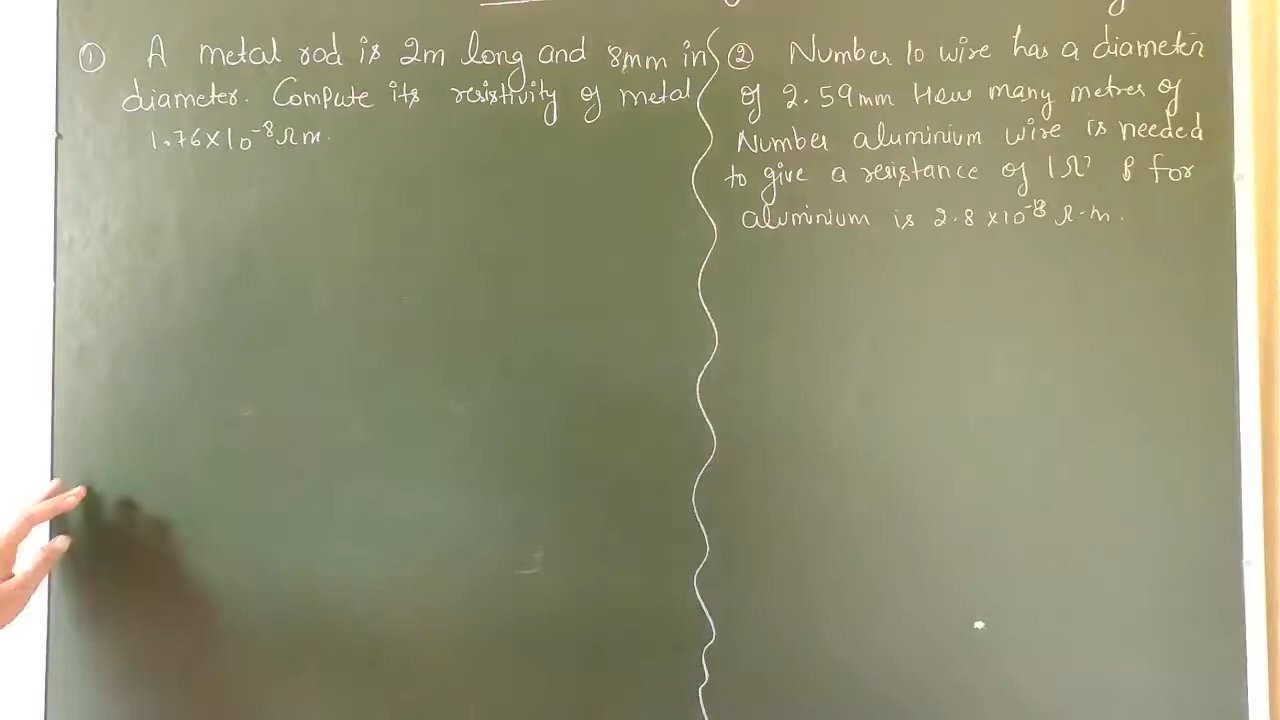 ① A metal rod is 2m long and 8mm in
diameter. Compute its resistivity of metal
1.76×10⁻⁸Ωm.
② Number 10 wire has a diameter
of 2.59mm How many metres of
Number aluminium wire is needed
to give a resistance of 1Ω? ρ for
aluminium is 2.8×10⁻⁸ Ω-m.